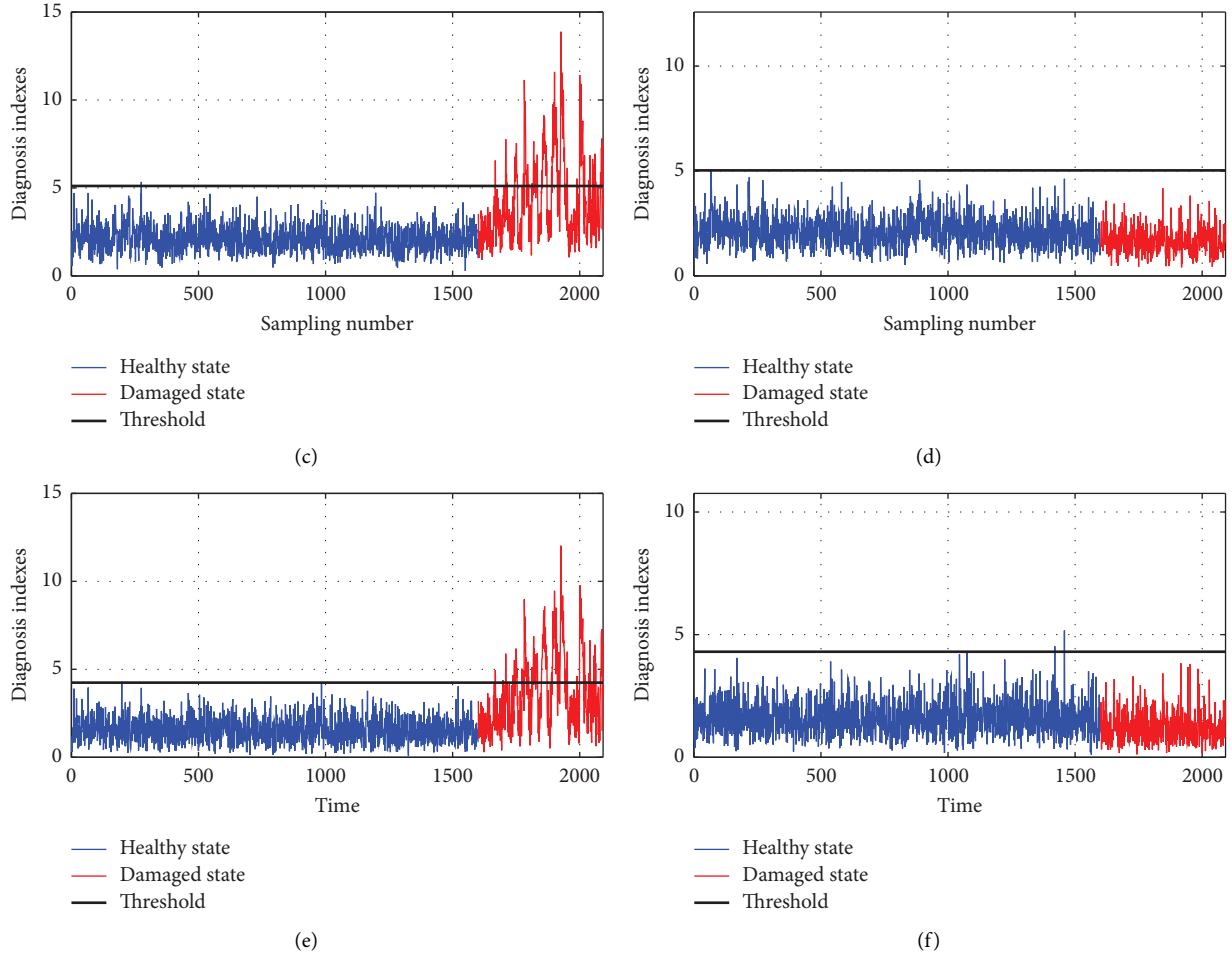 15
10
5
0
Diagnosis indexes
0
500
1000
1500
2000
Sampling number
Healthy state
Damaged state
Threshold
(c)
10
5
0
Diagnosis indexes
0
500
1000
1500
2000
Sampling number
Healthy state
Damaged state
Threshold
(d)
15
10
5
0
Diagnosis indexes
0
500
1000
1500
2000
Time
Healthy state
Damaged state
Threshold
(e)
10
5
0
Diagnosis indexes
0
500
1000
1500
2000
Time
Healthy state
Damaged state
Threshold
(f)